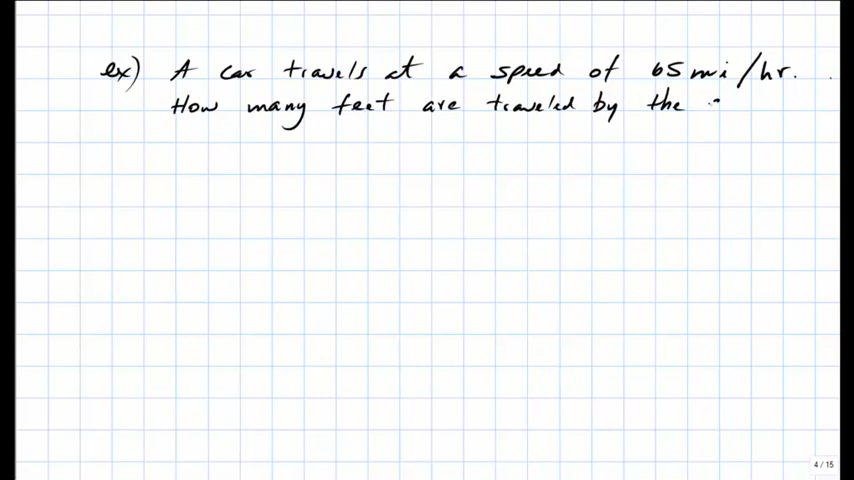 ex) A car travels at a speed of 65 mi/hr.
How many feet are traveled by the
4 / 15